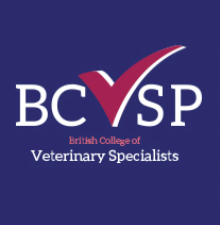 BCVSP
British College of
Veterinary Specialists